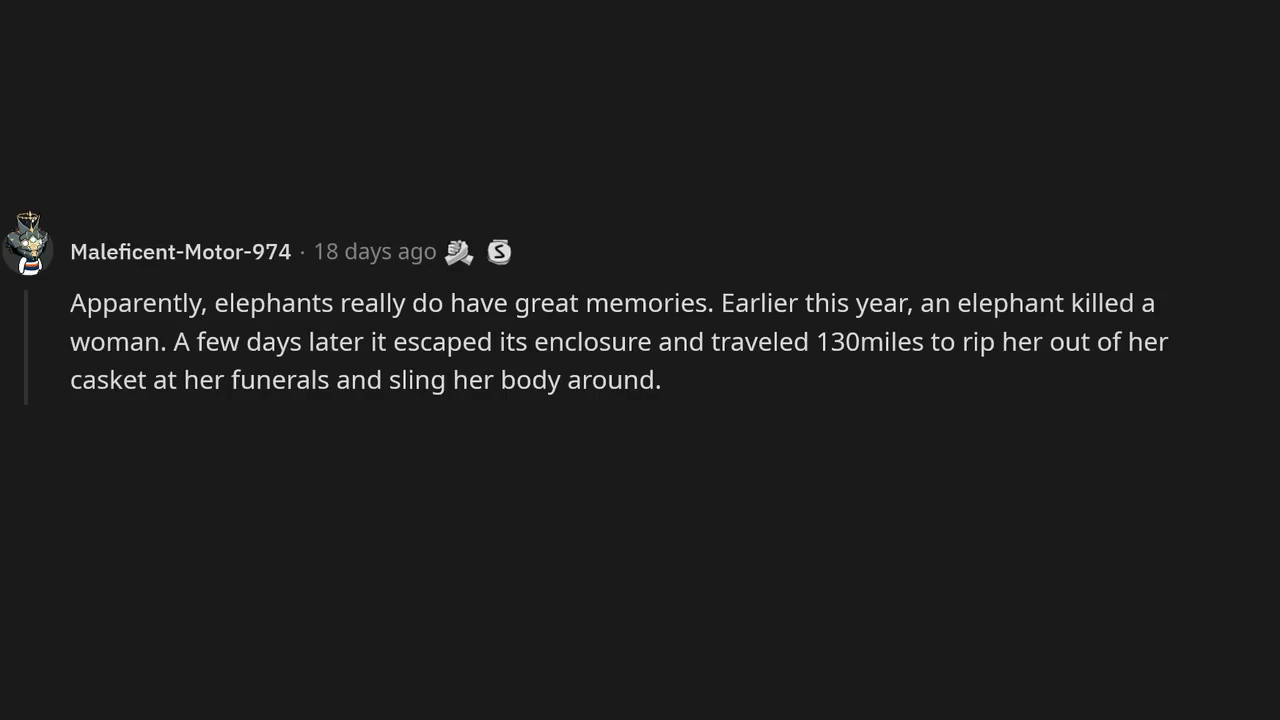 Maleficent-Motor-974 · 18 days ago
Apparently, elephants really do have great memories. Earlier this year, an elephant killed a
woman. A few days later it escaped its enclosure and traveled 130miles to rip her out of her
casket at her funerals and sling her body around.